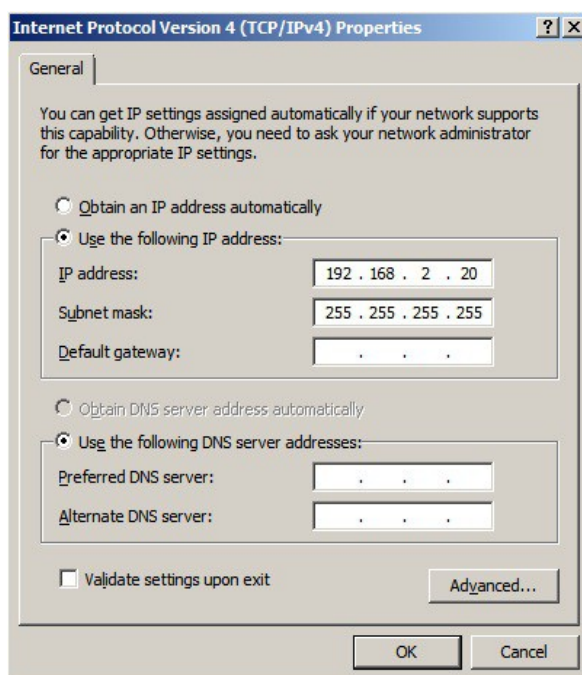 Internet Protocol Version 4 (TCP/IPv4) Properties
General
You can get IP settings assigned automatically if your network supports
this capability. Otherwise, you need to ask your network administrator
for the appropriate IP settings.
Obtain an IP address automatically
Use the following IP address:
IP address: 192 . 168 . 2 . 20
Subnet mask: 255 . 255 . 255 . 255
Default gateway: . . .
Obtain DNS server address automatically
Use the following DNS server addresses:
Preferred DNS server: . . .
Alternate DNS server: . . .
Validate settings upon exit
Advanced...
OK Cancel